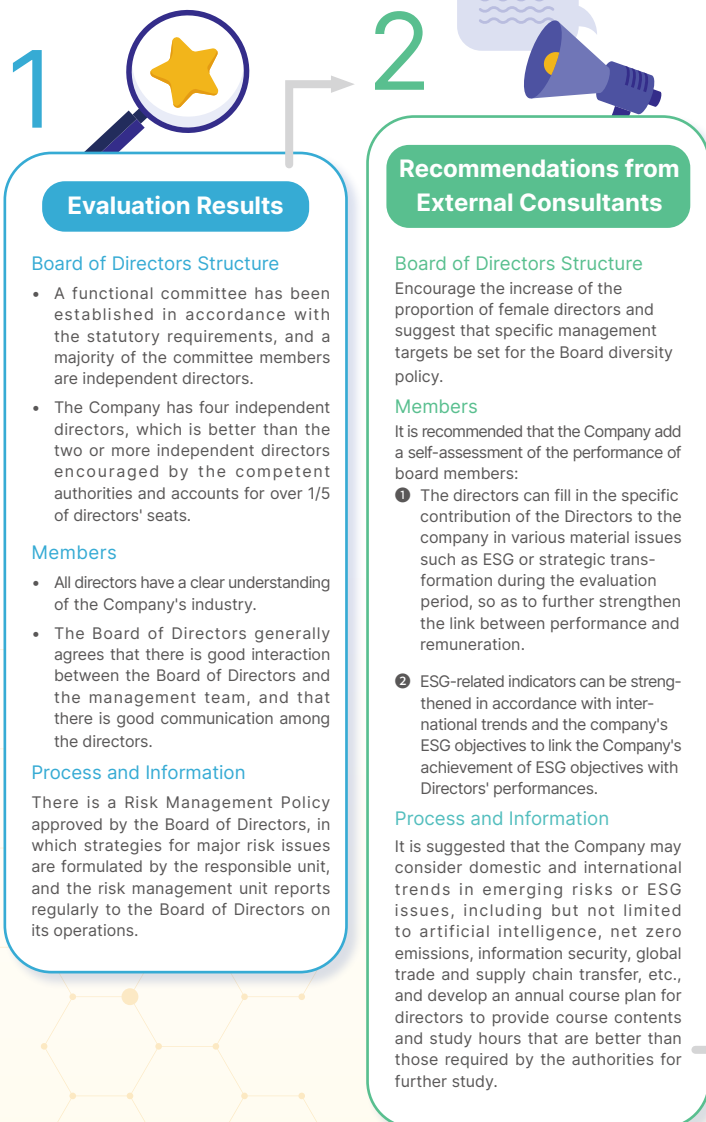 1
Evaluation Results
Board of Directors Structure
• A functional committee has been
established in accordance with
the statutory requirements, and a
majority of the committee members
are independent directors.
• The Company has four independent
directors, which is better than the
two or more independent directors
encouraged by the competent
authorities and accounts for over 1/5
of directors' seats.
Members
• All directors have a clear understanding
of the Company's industry.
• The Board of Directors generally
agrees that there is good interaction
between the Board of Directors and
the management team, and that
there is good communication among
the directors.
Process and Information
There is a Risk Management Policy
approved by the Board of Directors, in
which strategies for major risk issues
are formulated by the responsible unit,
and the risk management unit reports
regularly to the Board of Directors on
its operations.
2
Recommendations from
External Consultants
Board of Directors Structure
Encourage the increase of the
proportion of female directors and
suggest that specific management
targets be set for the Board diversity
policy.
Members
It is recommended that the Company add
a self-assessment of the performance of
board members:
❶ The directors can fill in the specific
contribution of the Directors to the
company in various material issues
such as ESG or strategic trans-
formation during the evaluation
period, so as to further strengthen
the link between performance and
remuneration.
❷ ESG-related indicators can be streng-
thened in accordance with inter-
national trends and the company's
ESG objectives to link the Company's
achievement of ESG objectives with
Directors' performances.
Process and Information
It is suggested that the Company may
consider domestic and international
trends in emerging risks or ESG
issues, including but not limited
to artificial intelligence, net zero
emissions, information security, global
trade and supply chain transfer, etc.,
and develop an annual course plan for
directors to provide course contents
and study hours that are better than
those required by the authorities for
further study.